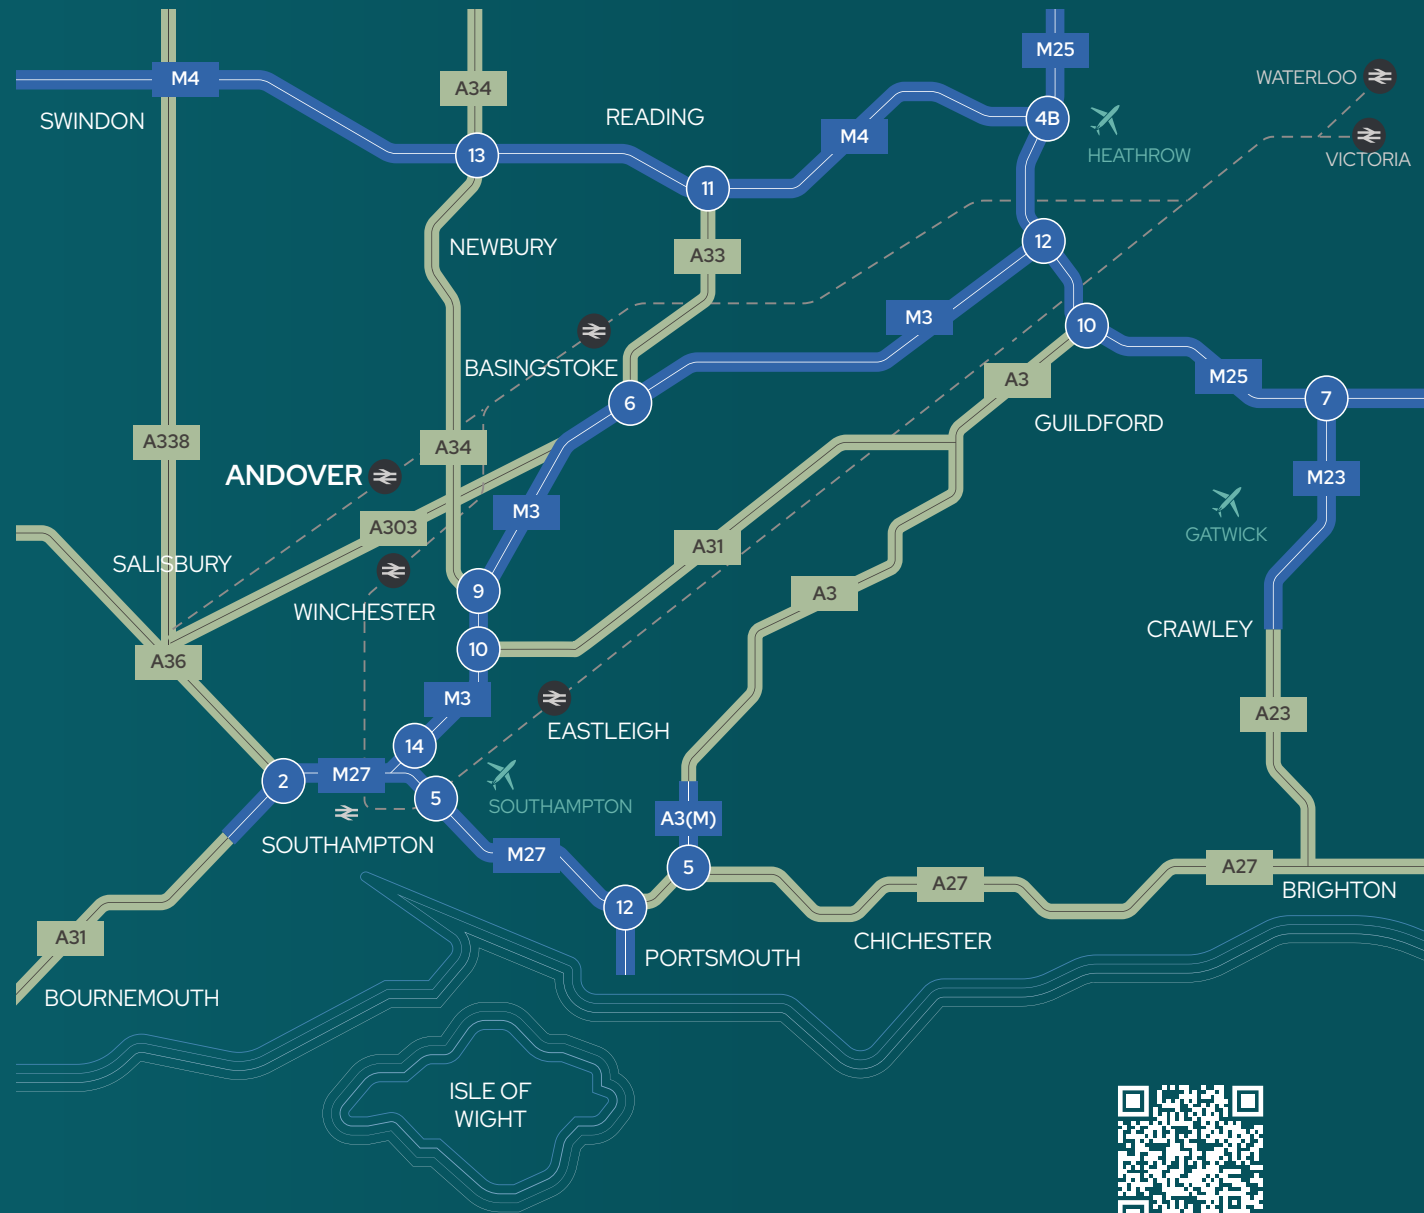 M25
WATERLOO
M4
A34
SWINDON
READING
4B
M4
HEATHROW
VICTORIA
13
11
NEWBURY
A33
12
M3
10
BASINGSTOKE
6
A3
M25
7
GUILDFORD
A338
A34
ANDOVER
M23
A303
M3
GATWICK
A31
SALISBURY
WINCHESTER
9
A3
CRAWLEY
10
A36
M3
A23
EASTLEIGH
14
2
M27
5
SOUTHAMPTON
A3(M)
SOUTHAMPTON
M27
5
A27
A27
BRIGHTON
12
A31
CHICHESTER
PORTSMOUTH
BOURNEMOUTH
ISLE OF
WIGHT